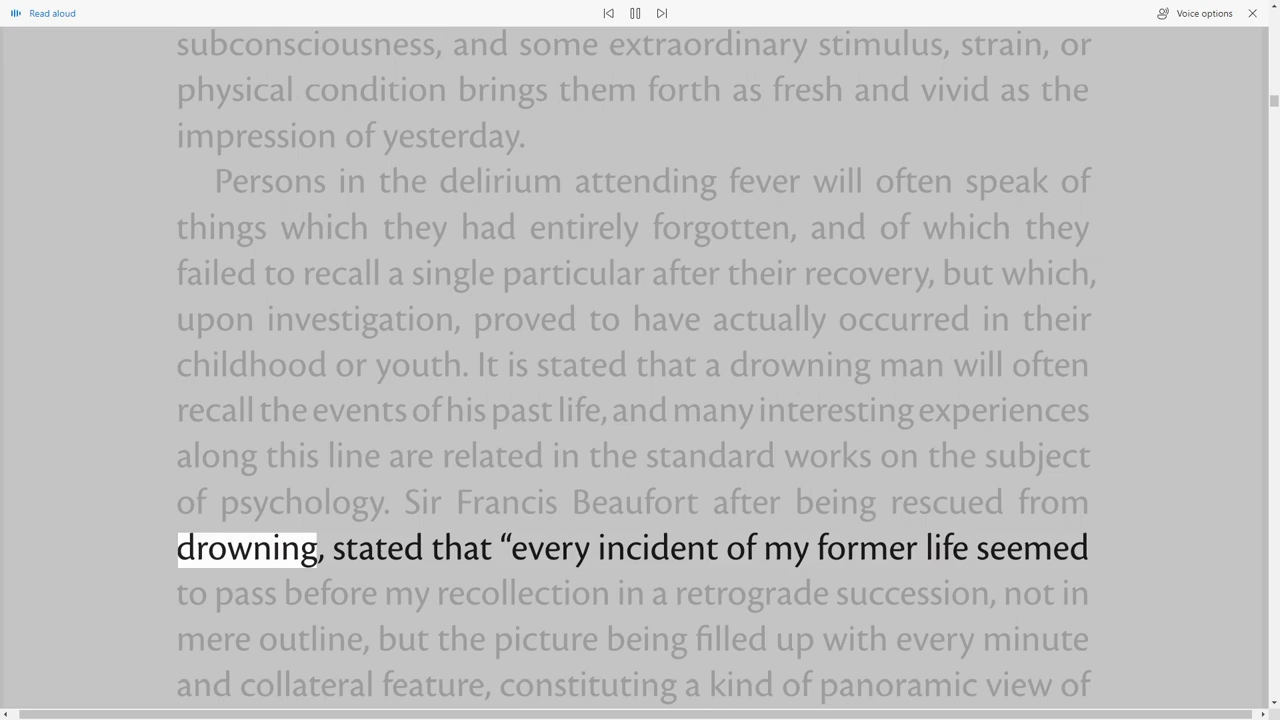 Read aloud
Voice options
subconsciousness, and some extraordinary stimulus, strain, or
physical condition brings them forth as fresh and vivid as the
impression of yesterday.
Persons in the delirium attending fever will often speak of
things which they had entirely forgotten, and of which they
failed to recall a single particular after their recovery, but which,
upon investigation, proved to have actually occurred in their
childhood or youth. It is stated that a drowning man will often
recall the events of his past life, and many interesting experiences
along this line are related in the standard works on the subject
of psychology. Sir Francis Beaufort after being rescued from
drowning, stated that “every incident of my former life seemed
to pass before my recollection in a retrograde succession, not in
mere outline, but the picture being filled up with every minute
and collateral feature, constituting a kind of panoramic view of